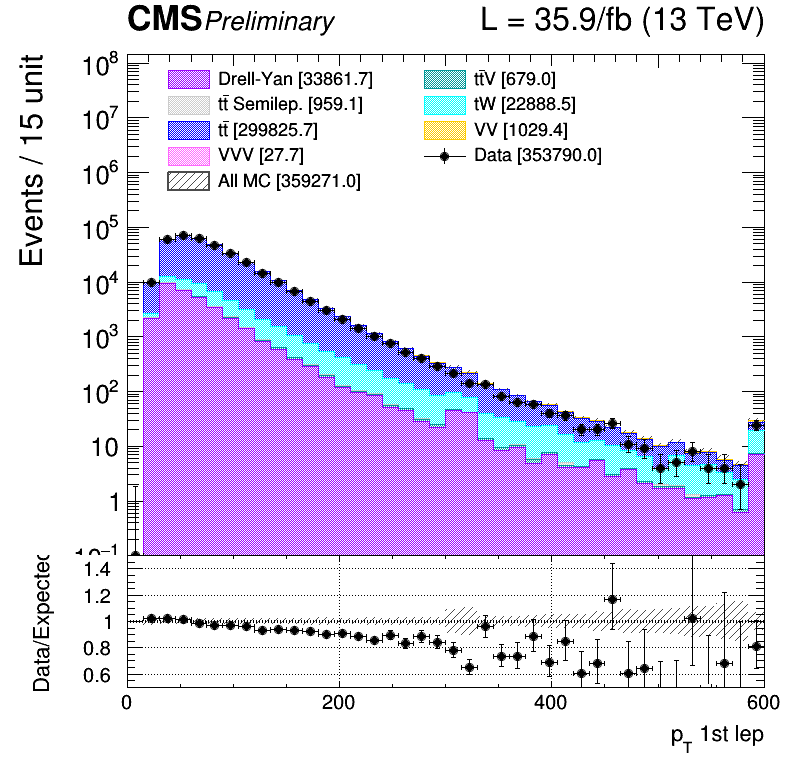 CMS Preliminary L = 35.9/fb (13 TeV)
Events / 15 unit
Drell-Yan [33861.7] tt̄V [679.0]
tt̄ Semilep. [959.1] tW [22888.5]
tt̄ [299825.7] VV [1029.4]
VVV [27.7] Data [353790.0]
All MC [359271.0]
10⁸
10⁷
10⁶
10⁵
10⁴
10³
10²
10
1
10⁻¹
Data/Expected
1.4
1.2
1
0.8
0.6
0 200 400 600
p_T 1st lep